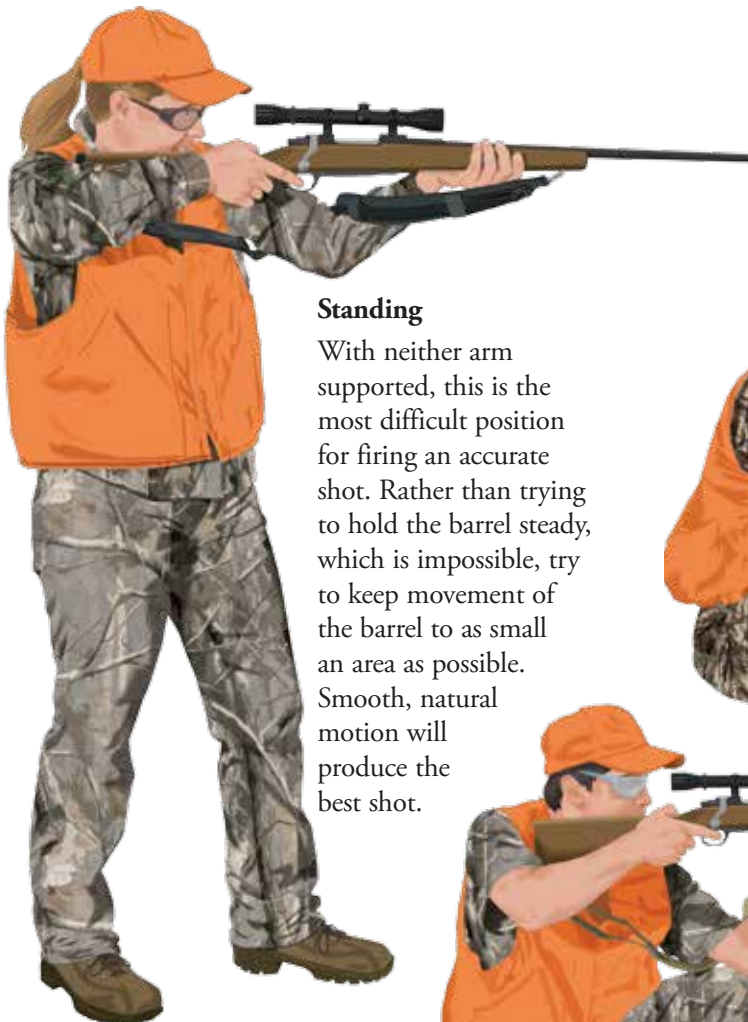 Standing
With neither arm
supported, this is the
most difficult position
for firing an accurate
shot. Rather than trying
to hold the barrel steady,
which is impossible, try
to keep movement of
the barrel to as small
an area as possible.
Smooth, natural
motion will
produce the
best shot.